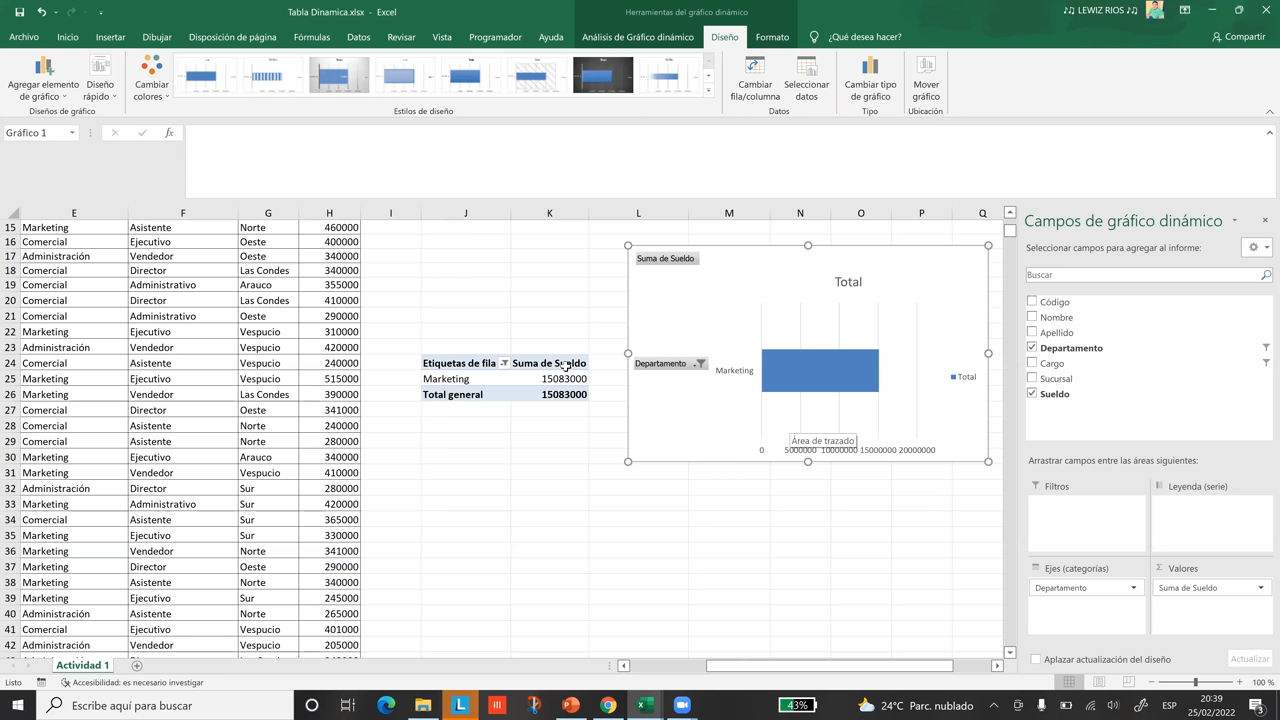 Tabla Dinamica.xlsx - Excel
Herramientas del gráfico dinámico
♪♫ LEWIZ RIOS ♫♪
Archivo Inicio Insertar Dibujar Disposición de página Fórmulas Datos Revisar Vista Programador Ayuda Análisis de Gráfico dinámico Diseño Formato ¿Qué desea hacer? Compartir
Agregar elemento de gráfico
Diseño rápido
Cambiar colores
Cambiar fila/columna
Seleccionar datos
Cambiar tipo de gráfico
Mover gráfico
Diseños de gráfico Estilos de diseño Datos Tipo Ubicación
Gráfico 1 fx
E F G H I J K L M N O P Q
15 Marketing Asistente Norte 460000
16 Comercial Ejecutivo Oeste 400000
17 Administración Vendedor Oeste 340000
18 Comercial Director Las Condes 340000
19 Comercial Administrativo Arauco 355000
20 Comercial Director Las Condes 410000
21 Comercial Administrativo Oeste 290000
22 Marketing Ejecutivo Vespucio 310000
23 Administración Vendedor Vespucio 420000
24 Comercial Asistente Vespucio 240000
25 Marketing Ejecutivo Vespucio 515000
26 Marketing Vendedor Las Condes 390000
27 Comercial Director Oeste 341000
28 Comercial Asistente Norte 240000
29 Comercial Asistente Norte 280000
30 Marketing Ejecutivo Arauco 340000
31 Marketing Vendedor Vespucio 410000
32 Administración Director Sur 280000
33 Marketing Administrativo Sur 420000
34 Comercial Asistente Sur 365000
35 Marketing Ejecutivo Sur 330000
36 Marketing Vendedor Norte 341000
37 Marketing Director Oeste 290000
38 Marketing Asistente Norte 340000
39 Marketing Ejecutivo Sur 245000
40 Administración Asistente Norte 265000
41 Comercial Ejecutivo Vespucio 401000
42 Administración Vendedor Vespucio 205000
Etiquetas de fila Suma de Sueldo
Marketing 15083000
Total general 15083000
Suma de Sueldo
Total
Departamento
Marketing
Total
Área de trazado
0 5000000 10000000 15000000 20000000
Campos de gráfico dinámico
Seleccionar campos para agregar al informe:
Buscar
Código
Nombre
Apellido
Departamento
Cargo
Sucursal
Sueldo
Arrastrar campos entre las áreas siguientes:
Filtros Leyenda (serie)
Ejes (categorías) Σ Valores
Departamento Suma de Sueldo
Aplazar actualización del diseño Actualizar
Actividad 1
Listo Accesibilidad: es necesario investigar 100 %
Escribe aquí para buscar
43%
24°C Parc. nublado
ESP
20:39
25/02/2022